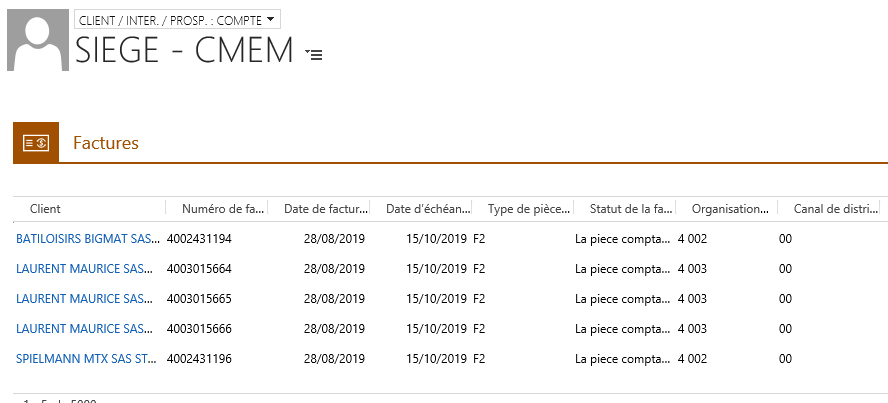 CLIENT / INTER. / PROSP. : COMPTE
SIEGE - CMEM
Factures
Client Numéro de fa... Date de factur... Date d'échéan... Type de pièce... Statut de la fa... Organisation... Canal de distri...
BATILOISIRS BIGMAT SAS... 4002431194 28/08/2019 15/10/2019 F2 La piece compta... 4 002 00
LAURENT MAURICE SAS... 4003015664 28/08/2019 15/10/2019 F2 La piece compta... 4 003 00
LAURENT MAURICE SAS... 4003015665 28/08/2019 15/10/2019 F2 La piece compta... 4 003 00
LAURENT MAURICE SAS... 4003015666 28/08/2019 15/10/2019 F2 La piece compta... 4 003 00
SPIELMANN MTX SAS ST... 4002431196 28/08/2019 15/10/2019 F2 La piece compta... 4 002 00